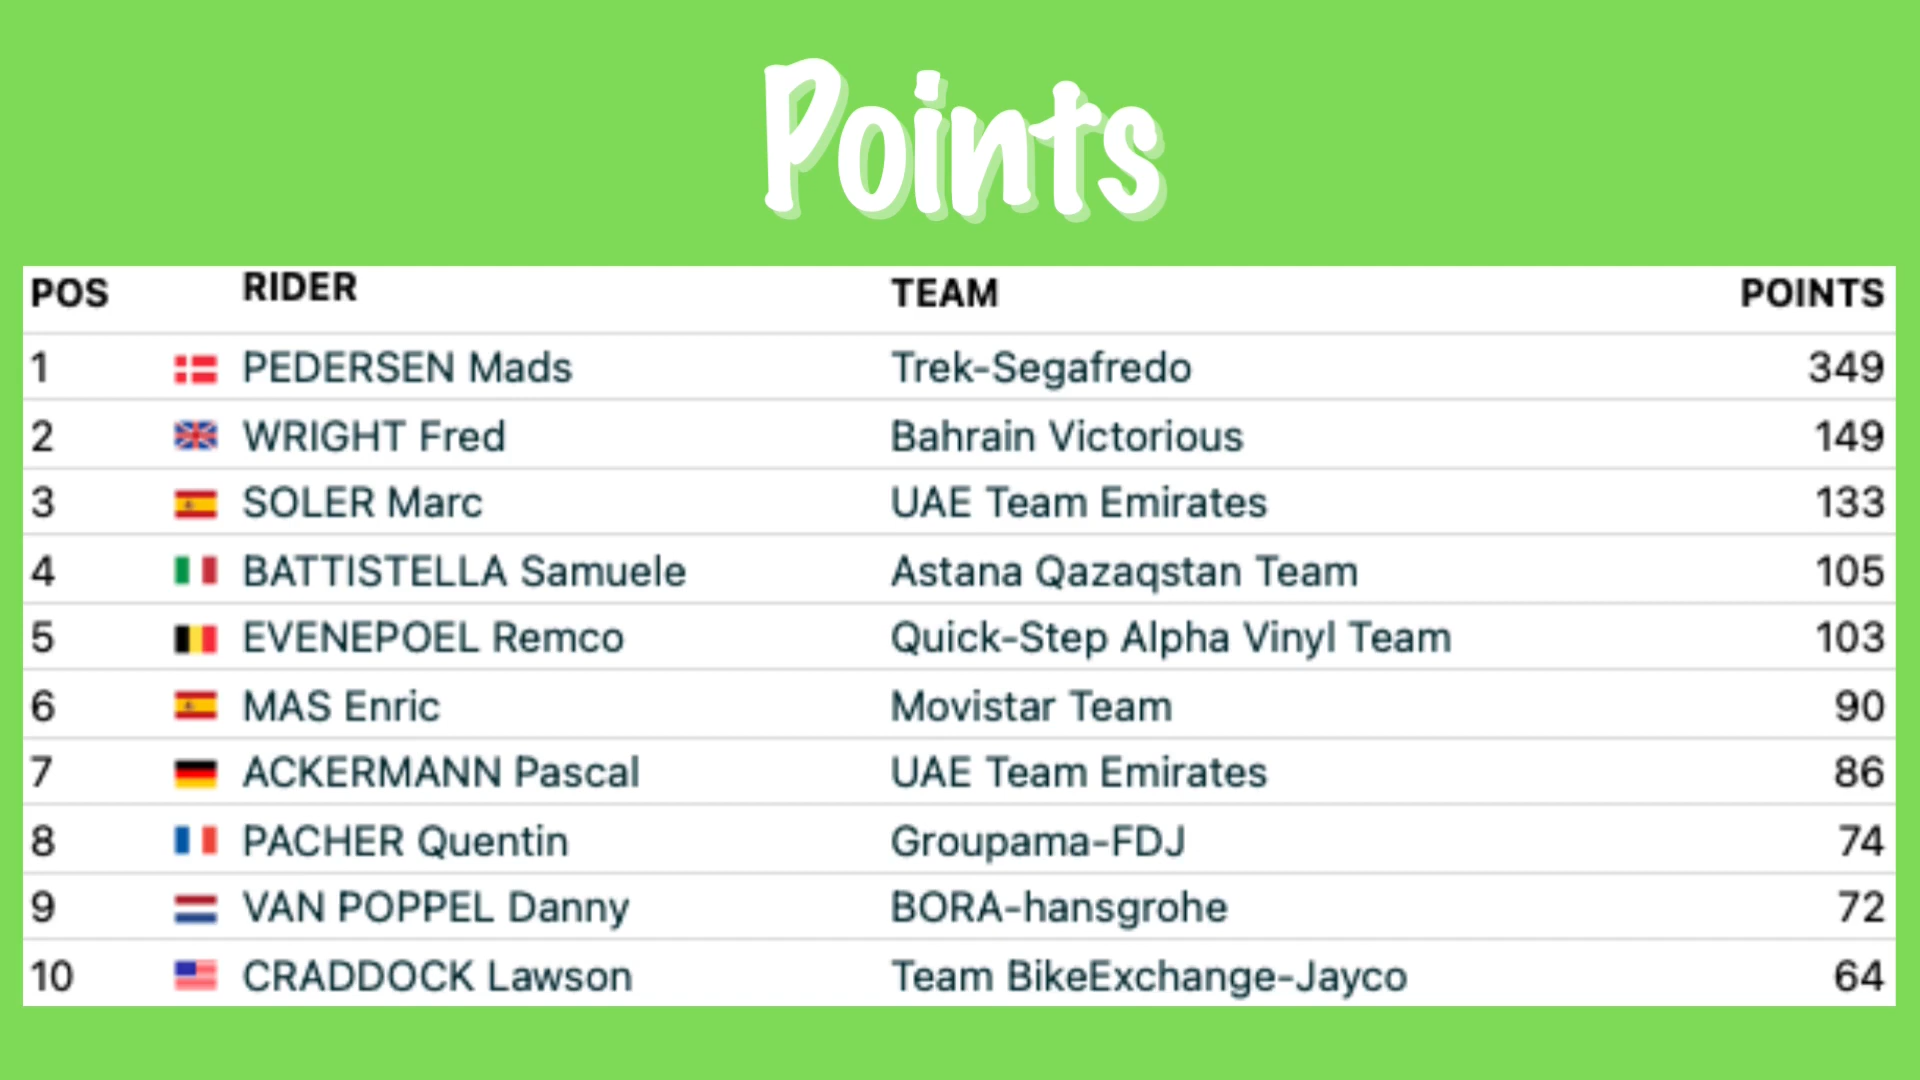 Points
POS RIDER TEAM POINTS
1 PEDERSEN Mads Trek-Segafredo 349
2 WRIGHT Fred Bahrain Victorious 149
3 SOLER Marc UAE Team Emirates 133
4 BATTISTELLA Samuele Astana Qazaqstan Team 105
5 EVENEPOEL Remco Quick-Step Alpha Vinyl Team 103
6 MAS Enric Movistar Team 90
7 ACKERMANN Pascal UAE Team Emirates 86
8 PACHER Quentin Groupama-FDJ 74
9 VAN POPPEL Danny BORA-hansgrohe 72
10 CRADDOCK Lawson Team BikeExchange-Jayco 64